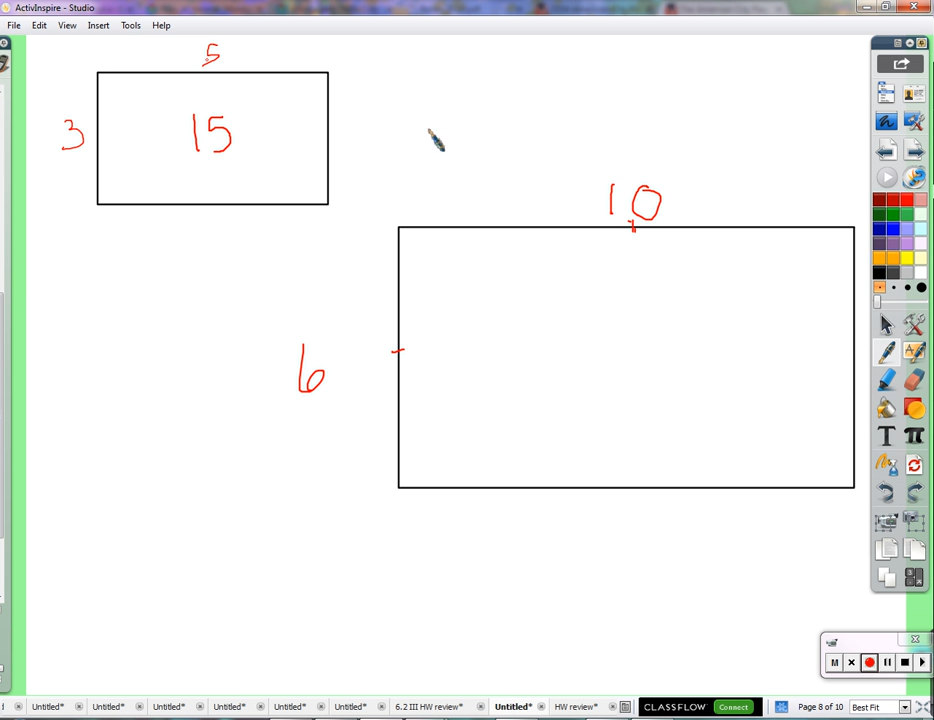 ActivInspire - Studio
File Edit View Insert Tools Help
5
3
15
10
6
Untitled* Untitled* Untitled* Untitled* Untitled* Untitled* 6.2 III HW review* Untitled* HW review* CLASSFLOW Connect Page 8 of 10 Best Fit
M